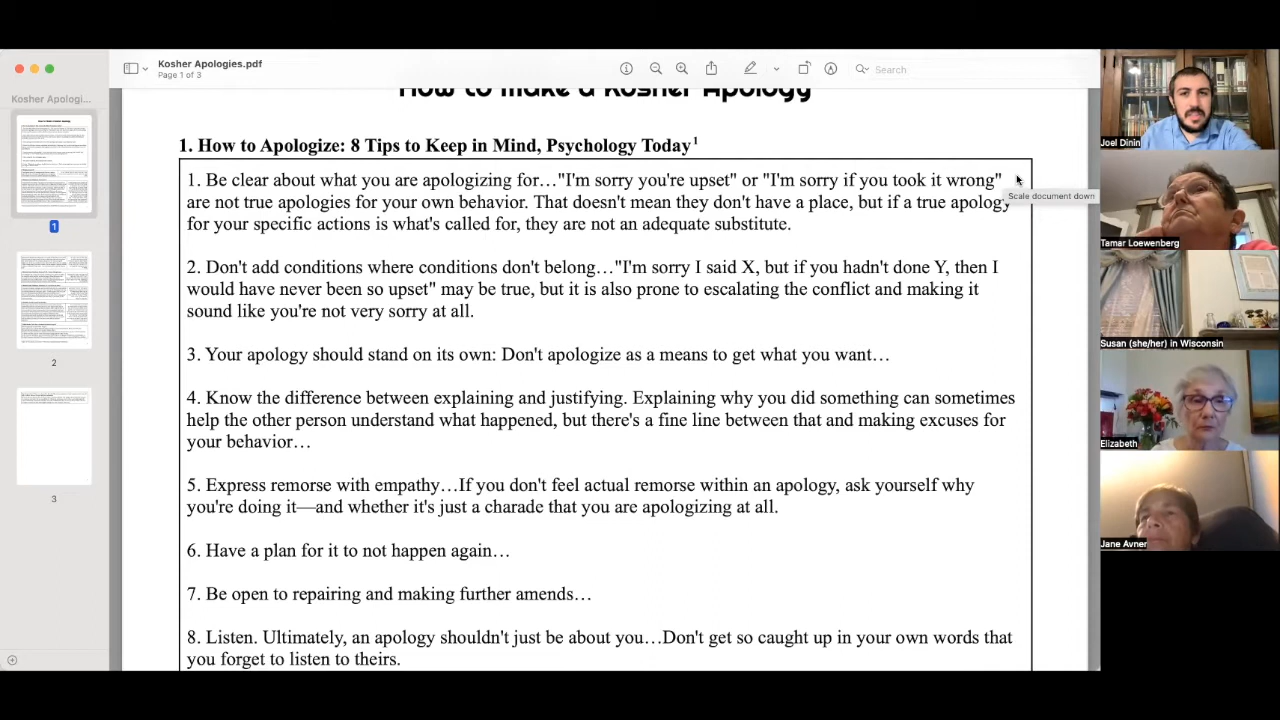 Kosher Apologies.pdf
Page 1 of 3
Search
Kosher Apologi...
1
2
3
How to Make a Kosher Apology
1. How to Apologize: 8 Tips to Keep in Mind, Psychology Today1
1. Be clear about what you are apologizing for…"I'm sorry you're upset" or "I'm sorry if you took it wrong"
are not true apologies for your own behavior. That doesn't mean they don't have a place, but if a true apology
for your specific actions is what's called for, they are not an adequate substitute.
Scale document down
2. Don't add conditions where conditions don't belong…"I'm sorry I said X, but if you hadn't done Y, then I
would have never been so upset" may be true, but it is also prone to escalating the conflict and making it
sound like you're not very sorry at all.
3. Your apology should stand on its own: Don't apologize as a means to get what you want…
4. Know the difference between explaining and justifying. Explaining why you did something can sometimes
help the other person understand what happened, but there's a fine line between that and making excuses for
your behavior…
5. Express remorse with empathy…If you don't feel actual remorse within an apology, ask yourself why
you're doing it—and whether it's just a charade that you are apologizing at all.
6. Have a plan for it to not happen again…
7. Be open to repairing and making further amends…
8. Listen. Ultimately, an apology shouldn't just be about you…Don't get so caught up in your own words that
you forget to listen to theirs.
Joel Dinin
Tamar Loewenberg
Susan (she/her) in Wisconsin
Elizabeth
Jane Avner